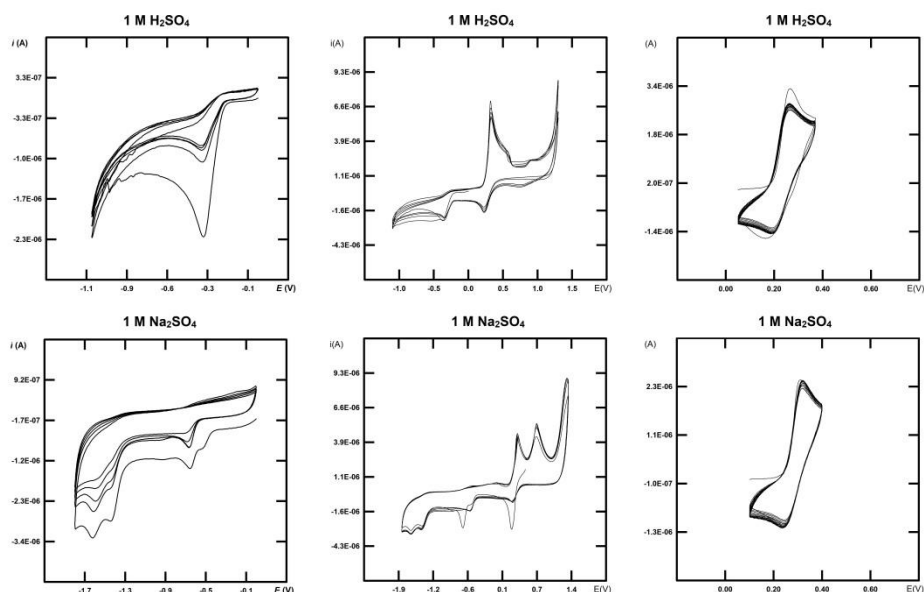 1 M H₂SO₄
i (A)
3.3E-07
-3.3E-07
-1.0E-06
-1.7E-06
-2.3E-06
-1.1 -0.9 -0.6 -0.3 -0.1 E (V)
1 M H₂SO₄
i(A)
9.3E-06
6.6E-06
3.9E-06
1.1E-06
-1.6E-06
-4.3E-06
-1.0 -0.5 0.0 0.5 1.0 1.5 E(V)
1 M H₂SO₄
(A)
3.4E-06
1.8E-06
2.0E-07
-1.4E-06
0.00 0.20 0.40 0.60 E(V)
1 M Na₂SO₄
i (A)
9.2E-07
-1.7E-07
-1.2E-06
-2.3E-06
-3.4E-06
-1.7 -1.3 -0.9 -0.5 -0.1 E (V)
1 M Na₂SO₄
i(A)
9.3E-06
6.6E-06
3.9E-06
1.1E-06
-1.6E-06
-4.3E-06
-1.9 -1.2 -0.6 0.1 0.7 1.4 E(V)
1 M Na₂SO₄
(A)
2.3E-06
1.1E-06
-1.0E-07
-1.3E-06
0.00 0.20 0.40 0.60 E(V)